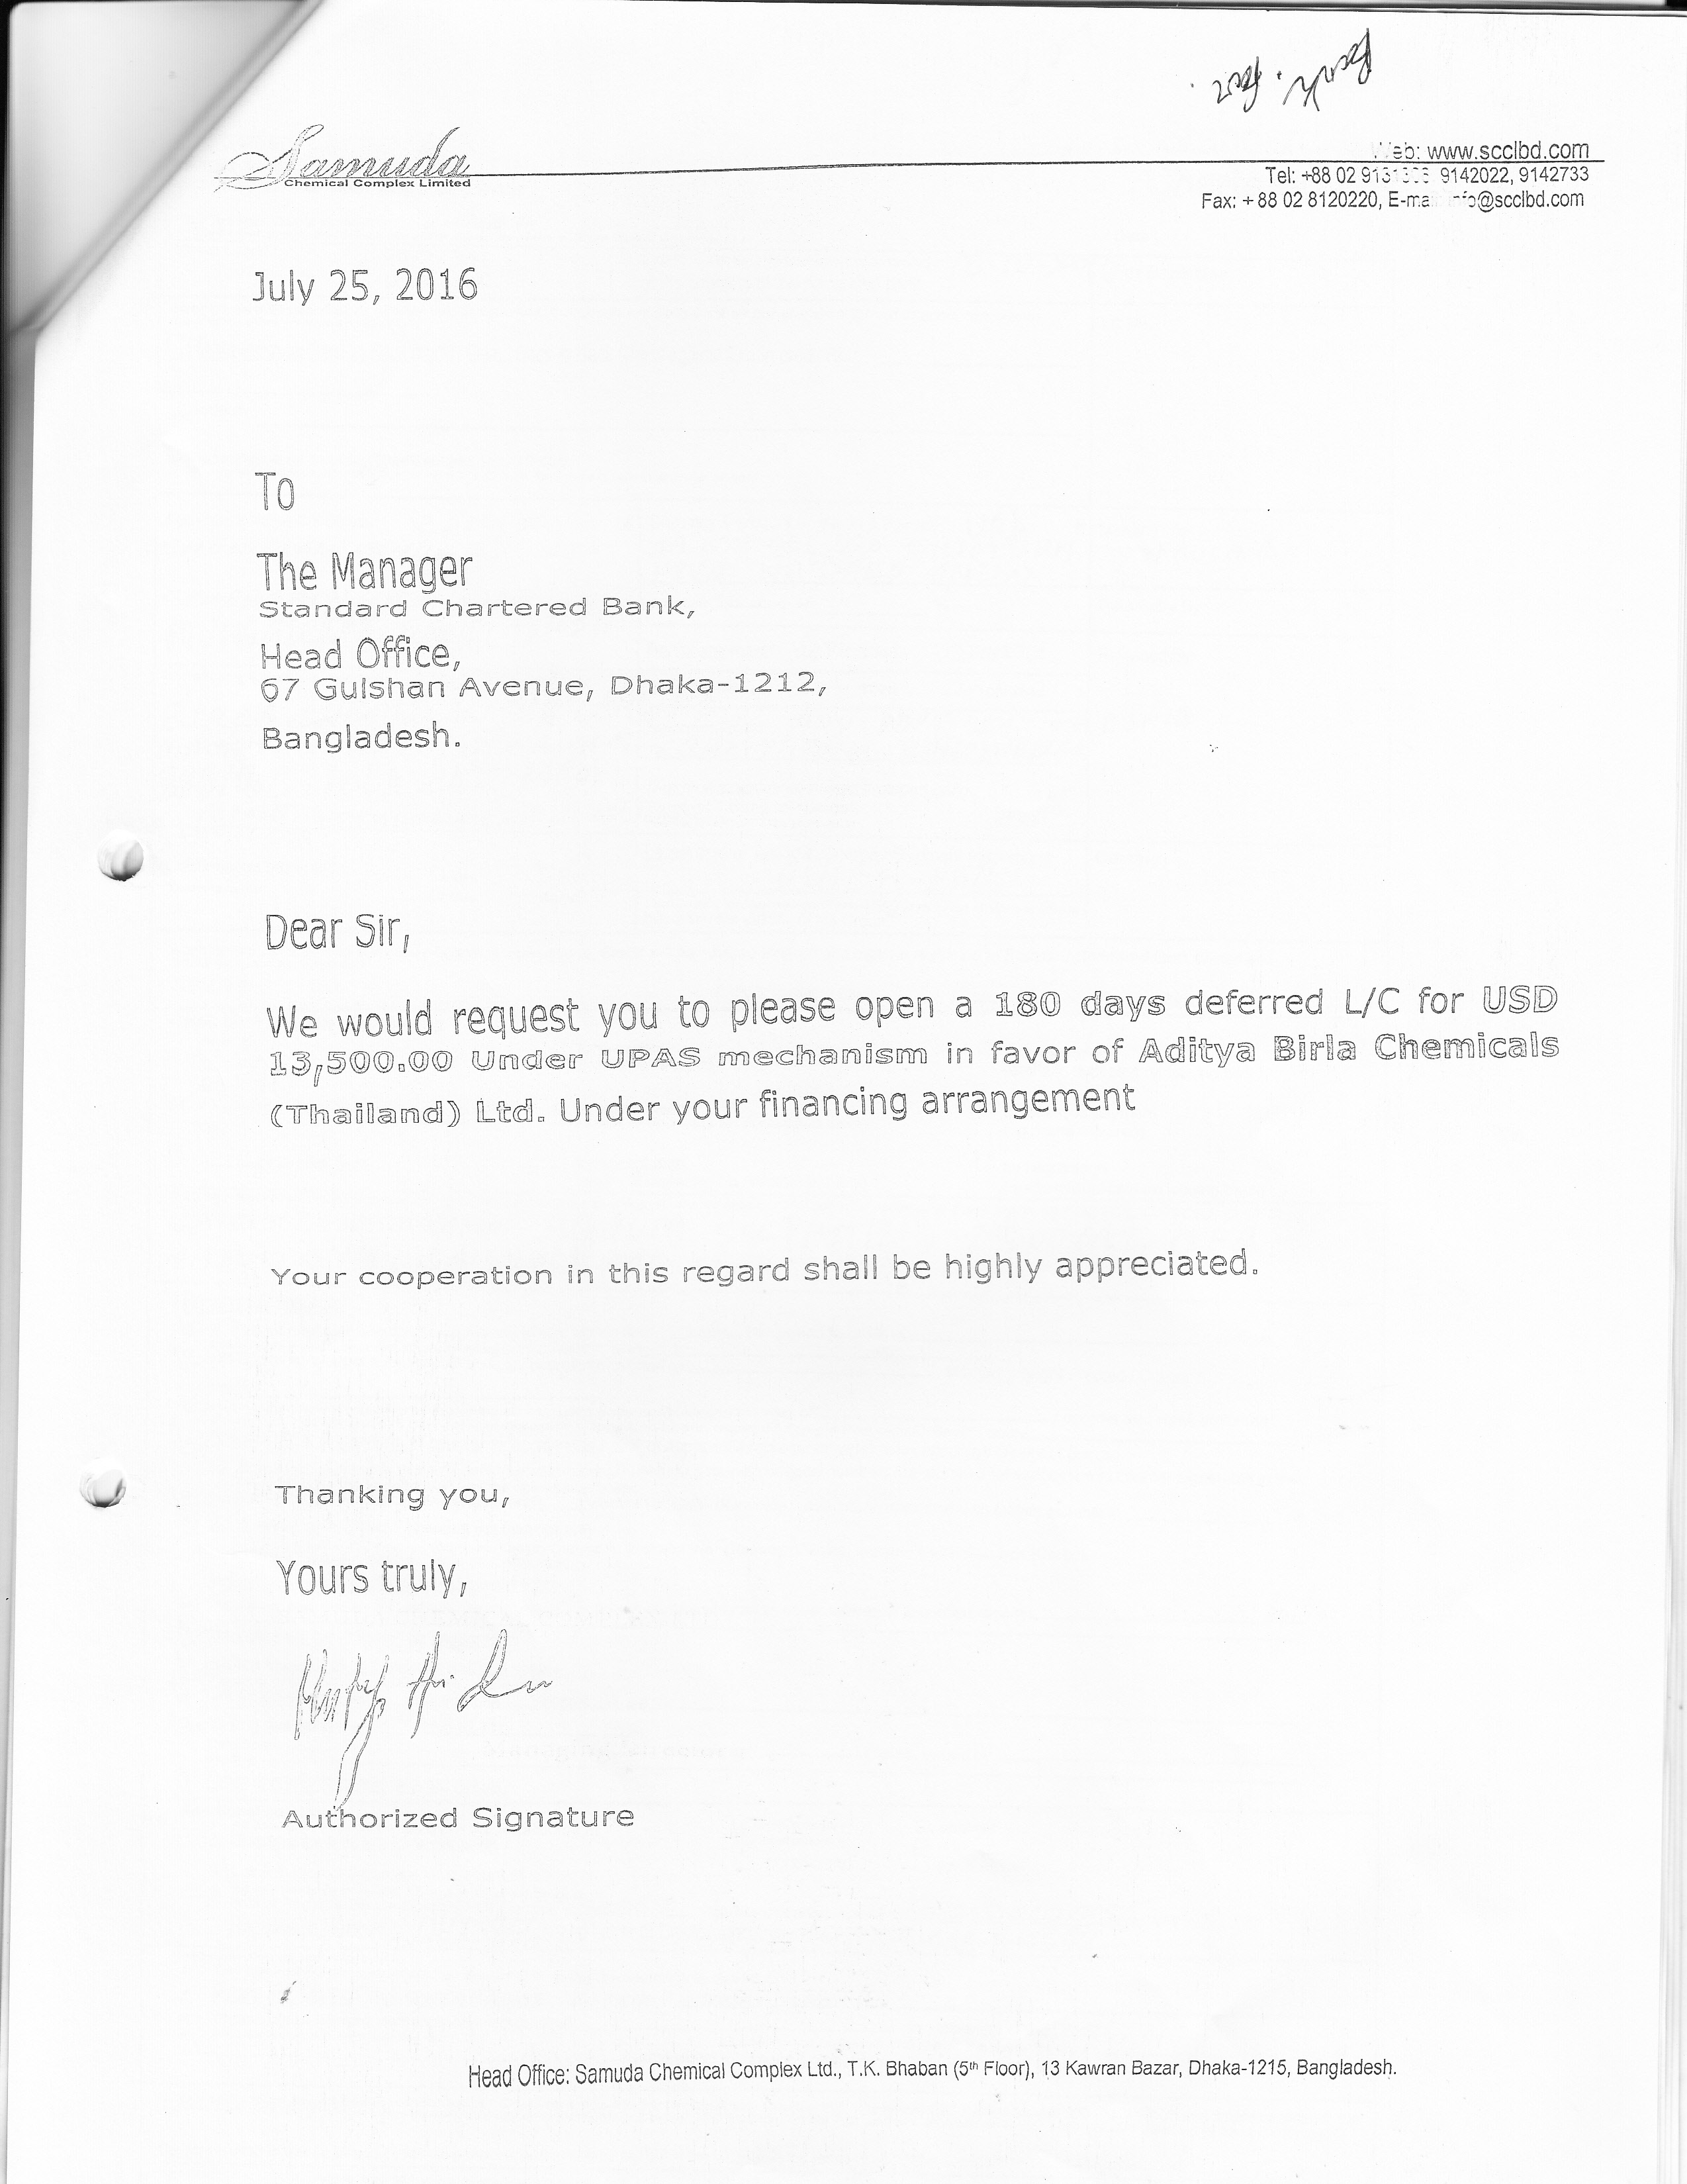 Samuda
Chemical Complex Limited
Web: www.scclbd.com
Tel: +88 02 9142022, 9142733
Fax: + 88 02 8120220, E-ma @scclbd.com
July 25, 2016
To
The Manager
Standard Chartered Bank,
Head Office,
67 Gulshan Avenue, Dhaka-1212,
Bangladesh.
Dear Sir,
We would request you to please open a 180 days deferred L/C for USD
13,500.00 Under UPAS mechanism in favor of Aditya Birla Chemicals
(Thailand) Ltd. Under your financing arrangement
Your cooperation in this regard shall be highly appreciated.
Thanking you,
Yours truly,
Authorized Signature
Head Office: Samuda Chemical Complex Ltd., T.K. Bhaban (5th Floor), 13 Kawran Bazar, Dhaka-1215, Bangladesh.